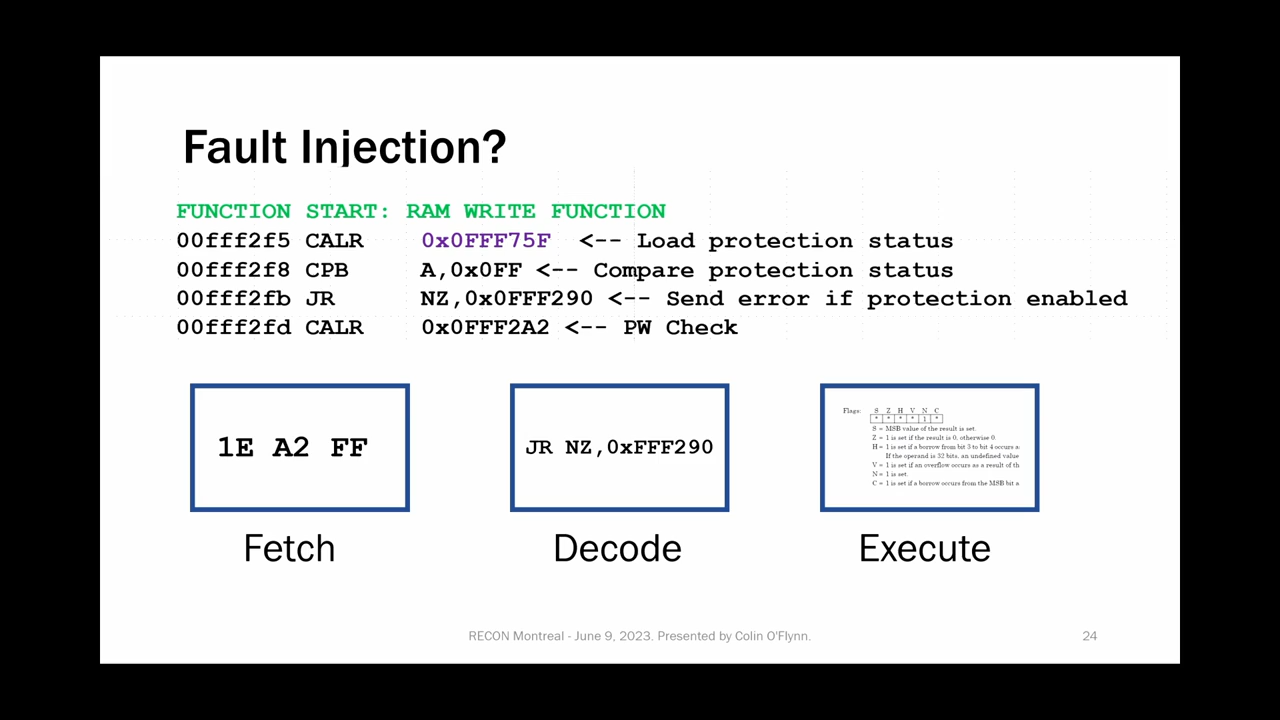 Fault Injection?
FUNCTION START: RAM WRITE FUNCTION
00fff2f5 CALR 0x0FFF75F <-- Load protection status
00fff2f8 CPB A,0x0FF <-- Compare protection status
00fff2fb JR NZ,0x0FFF290 <-- Send error if protection enabled
00fff2fd CALR 0x0FFF2A2 <-- PW Check
1E A2 FF
JR NZ,0xFFF290
Flags: S Z H V N C
* * * * 1 *
S = MSB value of the result is set.
Z = 1 is set if the result is 0, otherwise 0.
H = 1 is set if a borrow from bit 3 to bit 4 occurs a
If the operand is 32 bits, an undefined value
V = 1 is set if an overflow occurs as a result of th
N = 1 is set.
C = 1 is set if a borrow occurs from the MSB bit a
Fetch
Decode
Execute
RECON Montreal - June 9, 2023. Presented by Colin O'Flynn.
24